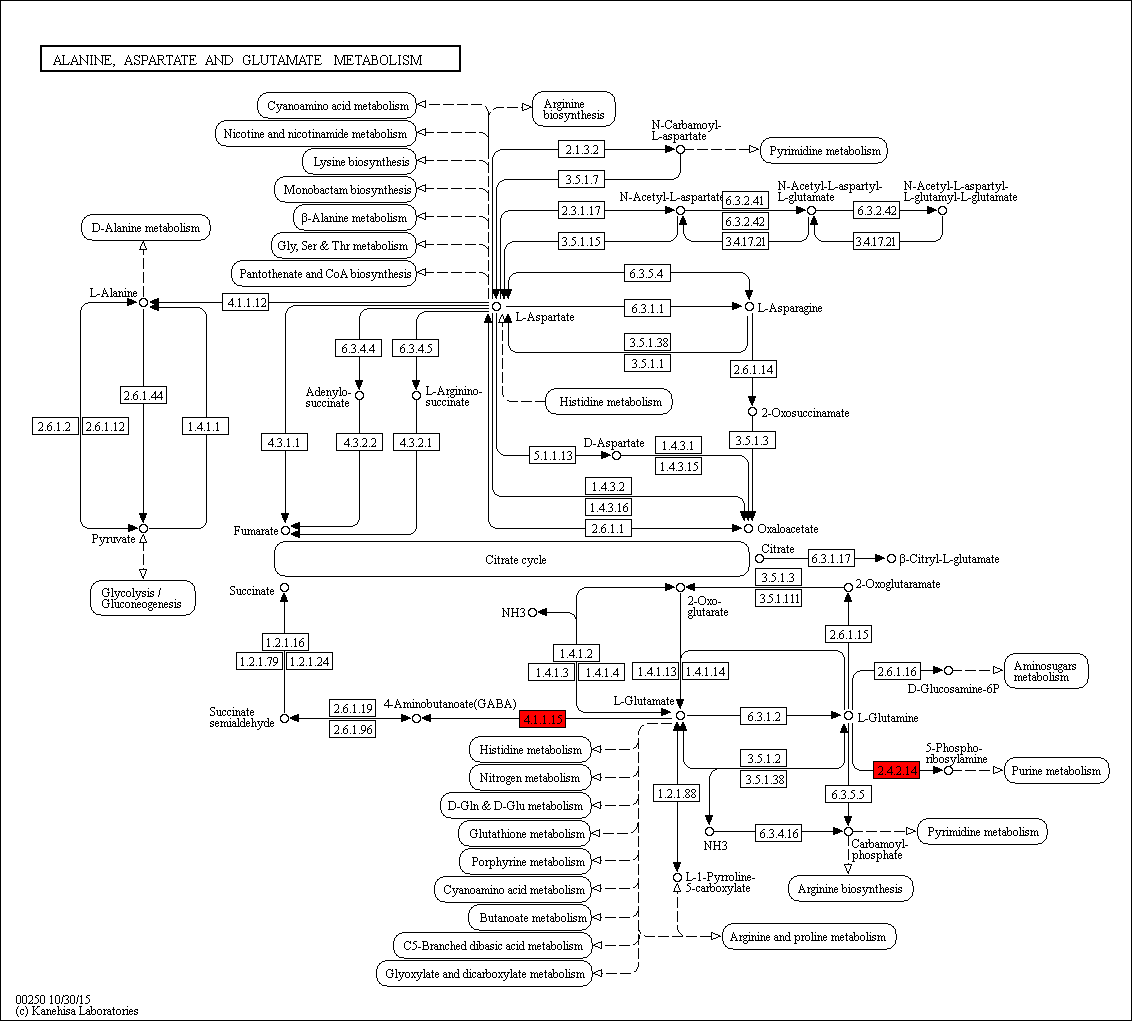 ALANINE, ASPARTATE AND GLUTAMATE METABOLISM
Cyanoamino acid metabolism
Nicotine and nicotinamide metabolism
Lysine biosynthesis
Monobactam biosynthesis
β-Alanine metabolism
Gly, Ser & Thr metabolism
Pantothenate and CoA biosynthesis
Arginine
biosynthesis
N-Carbamoyl-
L-aspartate
2.1.3.2
Pyrimidine metabolism
3.5.1.7
N-Acetyl-L-aspartate
6.3.2.41
N-Acetyl-L-aspartyl-
L-glutamate
N-Acetyl-L-aspartyl-
L-glutamyl-L-glutamate
2.3.1.17
6.3.2.42
6.3.2.42
3.5.1.15
3.4.17.21
3.4.17.21
D-Alanine metabolism
L-Alanine
4.1.1.12
6.3.5.4
6.3.1.1
L-Aspartate
L-Asparagine
3.5.1.38
3.5.1.1
6.3.4.4
6.3.4.5
2.6.1.14
2.6.1.44
Adenylo-
succinate
L-Arginino-
succinate
Histidine metabolism
2-Oxosuccinamate
2.6.1.2
2.6.1.12
1.4.1.1
4.3.1.1
4.3.2.2
4.3.2.1
D-Aspartate
3.5.1.3
5.1.1.13
1.4.3.1
1.4.3.15
1.4.3.2
1.4.3.16
2.6.1.1
Pyruvate
Fumarate
Oxaloacetate
Citrate cycle
Citrate
6.3.1.17
β-Citryl-L-glutamate
Glycolysis /
Gluconeogenesis
Succinate
2-Oxo-
glutarate
3.5.1.3
3.5.1.111
2-Oxoglutaramate
NH3
1.2.1.16
1.2.1.79
1.2.1.24
1.4.1.2
1.4.1.3
1.4.1.4
1.4.1.13
1.4.1.14
2.6.1.15
2.6.1.16
D-Glucosamine-6P
Aminosugars
metabolism
Succinate
semialdehyde
2.6.1.19
2.6.1.96
4-Aminobutanoate(GABA)
4.1.1.15
L-Glutamate
6.3.1.2
L-Glutamine
Histidine metabolism
Nitrogen metabolism
D-Gln & D-Glu metabolism
Glutathione metabolism
Porphyrine metabolism
Cyanoamino acid metabolism
Butanoate metabolism
C5-Branched dibasic acid metabolism
Glyoxylate and dicarboxylate metabolism
3.5.1.2
3.5.1.38
2.4.2.14
5-Phospho-
ribosylamine
Purine metabolism
1.2.1.88
6.3.5.5
NH3
6.3.4.16
Carbamoyl-
phosphate
Pyrimidine metabolism
L-1-Pyrroline-
5-carboxylate
Arginine biosynthesis
Arginine and proline metabolism
00250 10/30/15
(c) Kanehisa Laboratories